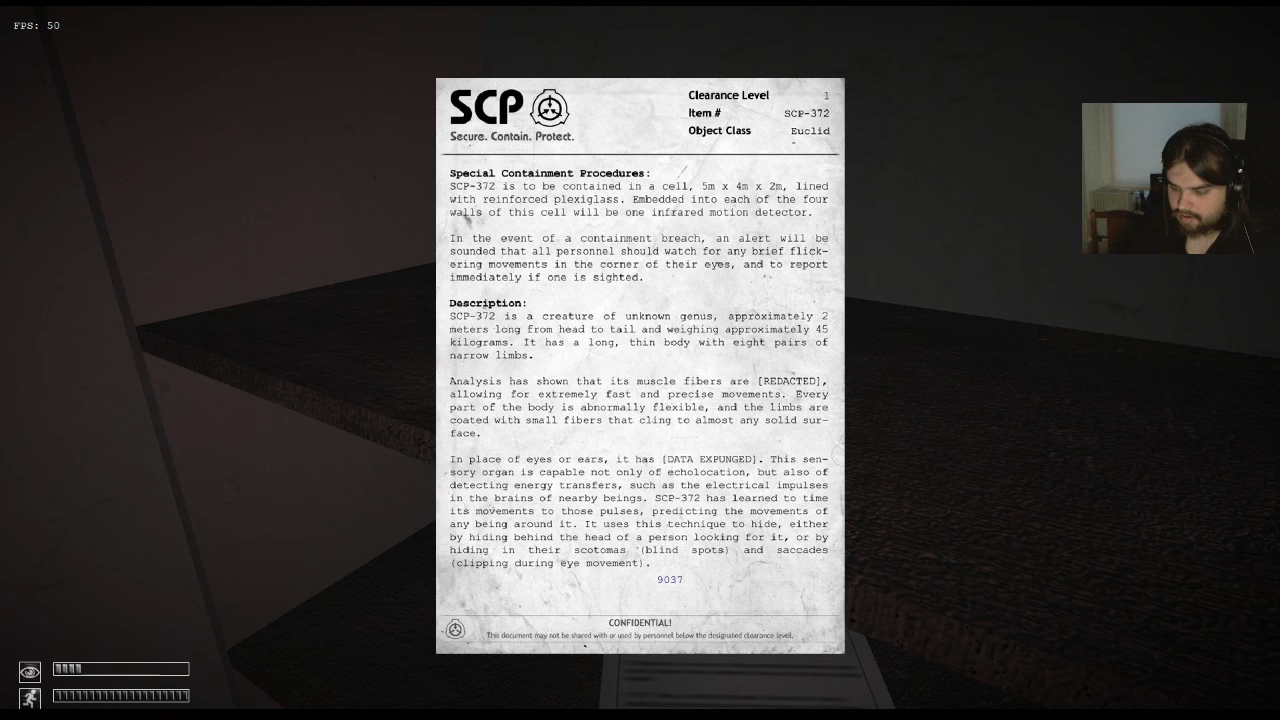 FPS: 50
SCP
Secure. Contain. Protect.
Clearance Level 1
Item # SCP-372
Object Class Euclid
Special Containment Procedures:
SCP-372 is to be contained in a cell, 5m x 4m x 2m, lined
with reinforced plexiglass. Embedded into each of the four
walls of this cell will be one infrared motion detector.
In the event of a containment breach, an alert will be
sounded that all personnel should watch for any brief flick-
ering movements in the corner of their eyes, and to report
immediately if one is sighted.
Description:
SCP-372 is a creature of unknown genus, approximately 2
meters long from head to tail and weighing approximately 45
kilograms. It has a long, thin body with eight pairs of
narrow limbs.
Analysis has shown that its muscle fibers are [REDACTED],
allowing for extremely fast and precise movements. Every
part of the body is abnormally flexible, and the limbs are
coated with small fibers that cling to almost any solid sur-
face.
In place of eyes or ears, it has [DATA EXPUNGED]. This sen-
sory organ is capable not only of echolocation, but also of
detecting energy transfers, such as the electrical impulses
in the brains of nearby beings. SCP-372 has learned to time
its movements to those pulses, predicting the movements of
any being around it. It uses this technique to hide, either
by hiding behind the head of a person looking for it, or by
hiding in their scotomas (blind spots) and saccades
(clipping during eye movement).
9037
CONFIDENTIAL!
This document may not be shared with or used by personnel below the designated clearance level.